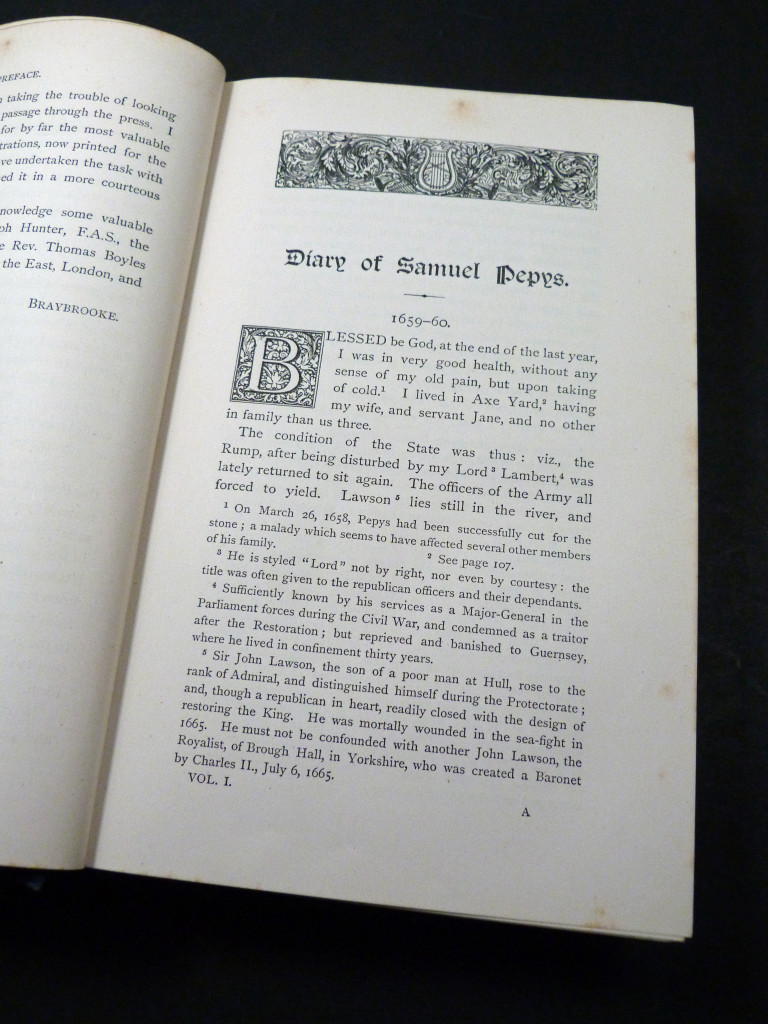 PREFACE.
taking the trouble of looking
passage through the press. I
for by far the most valuable
trations, now printed for the
ve undertaken the task with
ed it in a more courteous
nowledge some valuable
ph Hunter, F.A.S., the
e Rev. Thomas Boyles
the East, London, and
BRAYBROOKE.
Diary of Samuel Pepys.
1659–60.
BLESSED be God, at the end of the last year,
I was in very good health, without any
sense of my old pain, but upon taking
of cold.¹ I lived in Axe Yard,² having
my wife, and servant Jane, and no other
in family than us three.
The condition of the State was thus: viz., the
Rump, after being disturbed by my Lord³ Lambert,⁴ was
lately returned to sit again. The officers of the Army all
forced to yield. Lawson⁵ lies still in the river, and
¹ On March 26, 1658, Pepys had been successfully cut for the
stone; a malady which seems to have affected several other members
of his family. ² See page 107.
³ He is styled "Lord" not by right, nor even by courtesy: the
title was often given to the republican officers and their dependants.
⁴ Sufficiently known by his services as a Major-General in the
Parliament forces during the Civil War, and condemned as a traitor
after the Restoration; but reprieved and banished to Guernsey,
where he lived in confinement thirty years.
⁵ Sir John Lawson, the son of a poor man at Hull, rose to the
rank of Admiral, and distinguished himself during the Protectorate;
and, though a republican in heart, readily closed with the design of
restoring the King. He was mortally wounded in the sea-fight in
1665. He must not be confounded with another John Lawson, the
Royalist, of Brough Hall, in Yorkshire, who was created a Baronet
by Charles II., July 6, 1665.
VOL. I.
A